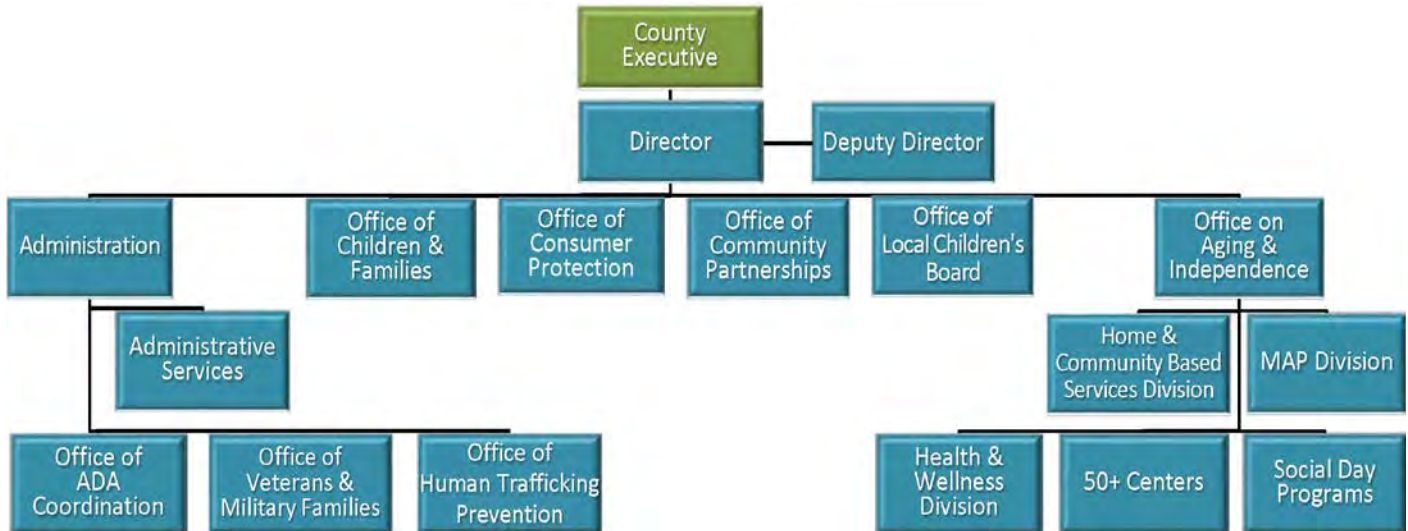 County
Executive
Director
Deputy Director
Administration
Office of
Children &
Families
Office of
Consumer
Protection
Office of
Community
Partnerships
Office of
Local Children's
Board
Office on
Aging &
Independence
Administrative
Services
Home &
Community Based
Services Division
MAP Division
Office of
ADA
Coordination
Office of
Veterans &
Military Families
Office of
Human Trafficking
Prevention
Health &
Wellness
Division
50+ Centers
Social Day
Programs